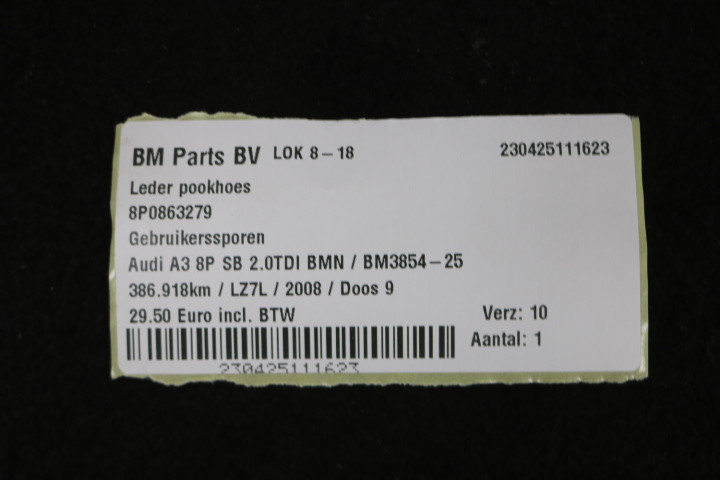 BM Parts BV LOK 8-18 230425111623
Leder pookhoes
8P0863279
Gebruikerssporen
Audi A3 8P SB 2.0TDI BMN / BM3854-25
386.918km / LZ7L / 2008 / Doos 9
29.50 Euro incl. BTW Verz: 10
Aantal: 1
230425111623